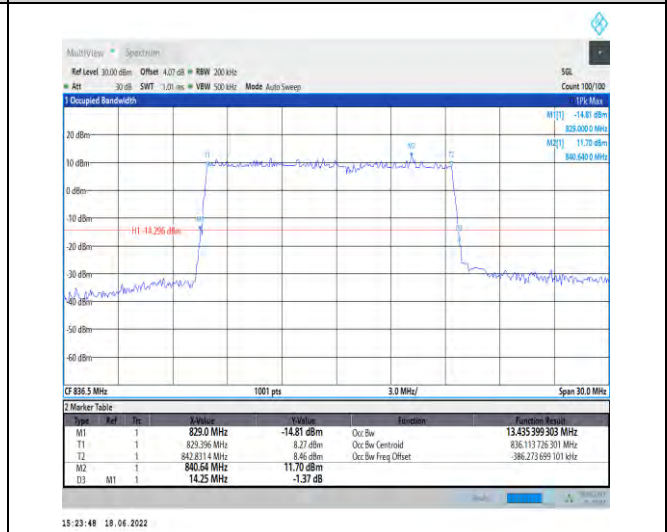 MultiView Spectrum
Ref Level 30.00 dBm Offset 4.07 dB RBW 200 kHz SGL
Att 30 dB SWT 1.01 ms VBW 500 kHz Mode Auto Sweep Count 100/100
1 Occupied Bandwidth 1Pk Max
M1[1] -14.81 dBm
829.000 0 MHz
M2[1] 11.70 dBm
840.640 0 MHz
20 dBm
10 dBm
0 dBm
-10 dBm
-20 dBm
-30 dBm
-40 dBm
-50 dBm
-60 dBm
T1
M2
T2
H1 -14.296 dBm
CF 836.5 MHz 1001 pts 3.0 MHz/ Span 30.0 MHz
2 Marker Table
Type Ref Trc X-Value Y-Value Function Function Result
M1 1 829.0 MHz -14.81 dBm Occ Bw 13.435 399 303 MHz
T1 1 829.396 MHz 8.27 dBm Occ Bw Centroid 836.113 726 301 MHz
T2 1 842.8314 MHz 8.46 dBm Occ Bw Freq Offset -386.273 699 101 kHz
M2 1 840.64 MHz 11.70 dBm
D3 M1 1 14.25 MHz -1.37 dB
15:23:48 18.06.2022